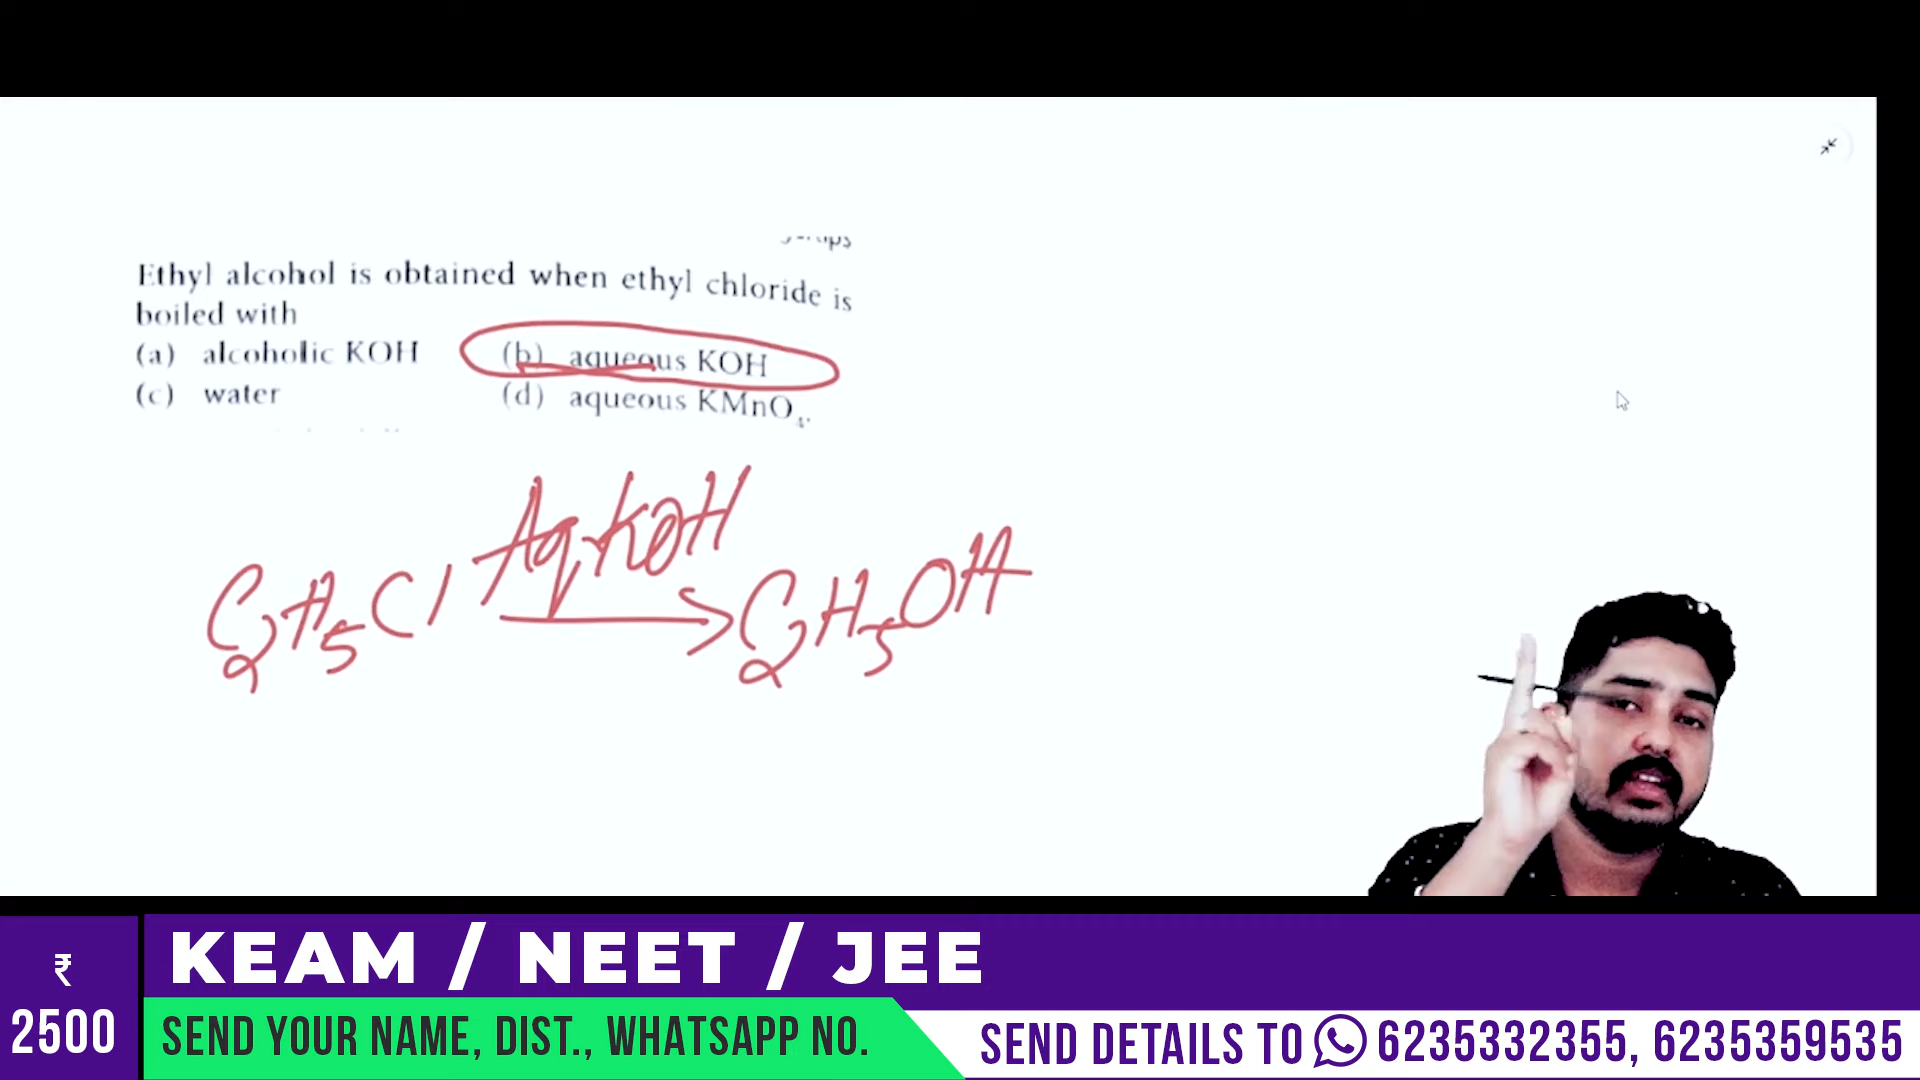 Ethyl alcohol is obtained when ethyl chloride is
boiled with
(a) alcoholic KOH (b) aqueous KOH
(c) water (d) aqueous KMnO₄.
Aq.KOH
C₂H₅Cl → C₂H₅OH
₹
2500
KEAM / NEET / JEE
SEND YOUR NAME, DIST., WHATSAPP NO.
SEND DETAILS TO 6235332355, 6235359535